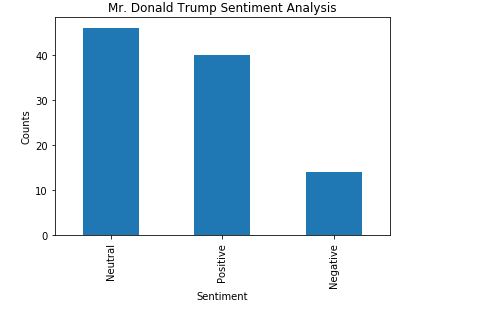 Mr. Donald Trump Sentiment Analysis
Counts
40
30
20
10
0
Neutral
Positive
Negative
Sentiment